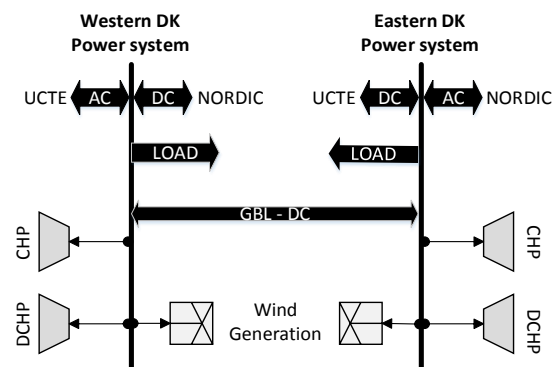 Western DK
Power system
Eastern DK
Power system
UCTE AC DC NORDIC
UCTE DC AC NORDIC
LOAD
LOAD
GBL - DC
CHP
CHP
DCHP
Wind
Generation
DCHP